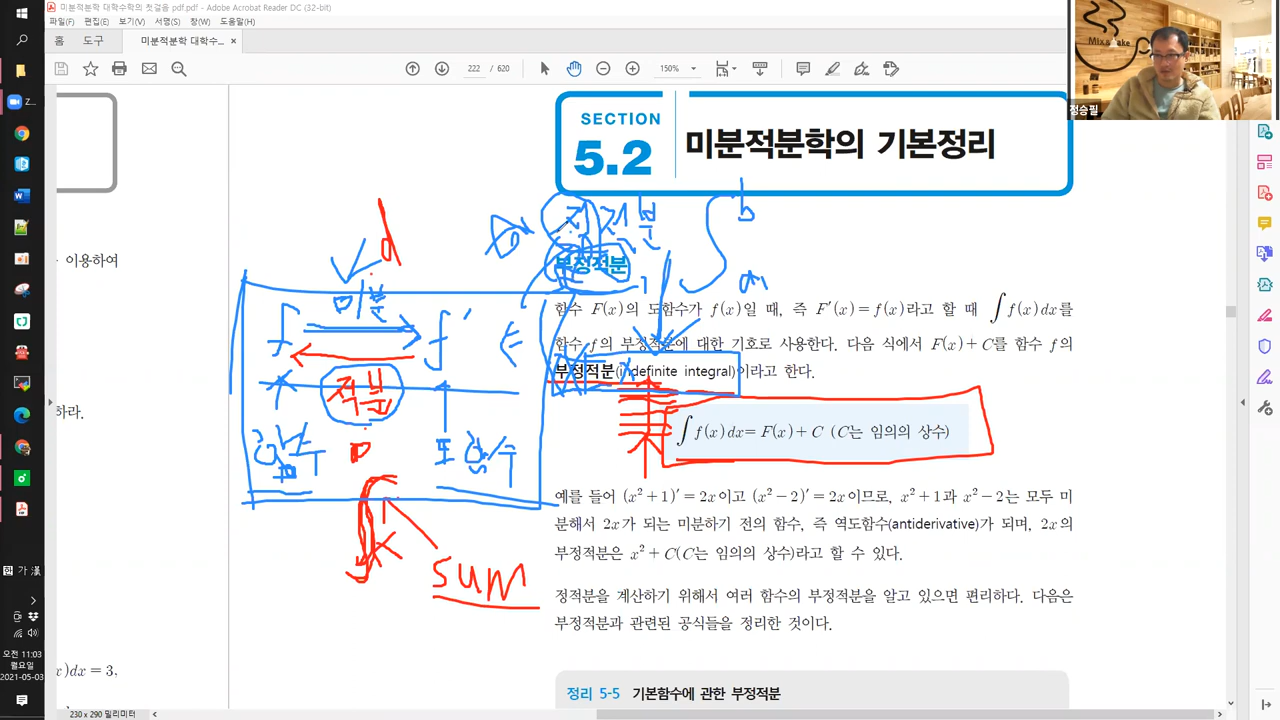 미분적분학 대학수학의 첫걸음 pdf.pdf - Adobe Acrobat Reader DC (32-bit)
파일(F) 편집(E) 보기(V) 서명(S) 창(W) 도움말(H)
홈 도구 미분적분학 대학수... ×
222 / 620 150%
Mix&Bake
정승필
SECTION
5.2 미분적분학의 기본정리
이용하여
d
b
부정적분
미분
f f′
적분
원함수 도함수
sum
함수 F(x)의 도함수가 f(x)일 때, 즉 F′(x)=f(x)라고 할 때 ∫f(x)dx를
함수 f의 부정적분에 대한 기호로 사용한다. 다음 식에서 F(x)+C를 함수 f의
부정적분(indefinite integral)이라고 한다.
하라.
∫f(x)dx=F(x)+C (C는 임의의 상수)
예를 들어 (x²+1)′=2x이고 (x²−2)′=2x이므로, x²+1과 x²−2는 모두 미
분해서 2x가 되는 미분하기 전의 함수, 즉 역도함수(antiderivative)가 되며, 2x의
부정적분은 x²+C(C는 임의의 상수)라고 할 수 있다.
정적분을 계산하기 위해서 여러 함수의 부정적분을 알고 있으면 편리하다. 다음은
부정적분과 관련된 공식들을 정리한 것이다.
x)dx=3,
정리 5-5 기본함수에 관한 부정적분
한 가 漢
오전 11:03
월요일
2021-05-03
230 x 290 밀리미터